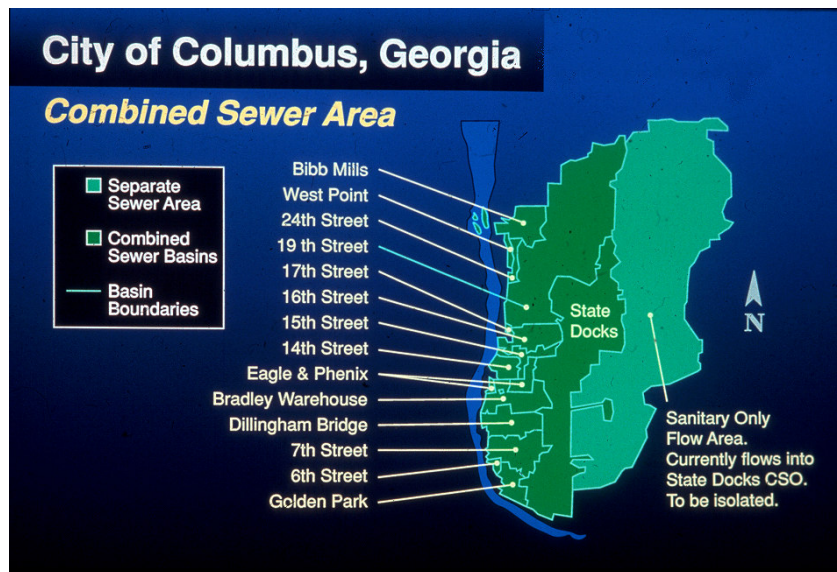 City of Columbus, Georgia
Combined Sewer Area
Separate
Sewer Area
Combined
Sewer Basins
Basin
Boundaries
Bibb Mills
West Point
24th Street
19 th Street
17th Street
16th Street
15th Street
14th Street
Eagle & Phenix
Bradley Warehouse
Dillingham Bridge
7th Street
6th Street
Golden Park
State
Docks
N
Sanitary Only
Flow Area.
Currently flows into
State Docks CSO.
To be isolated.